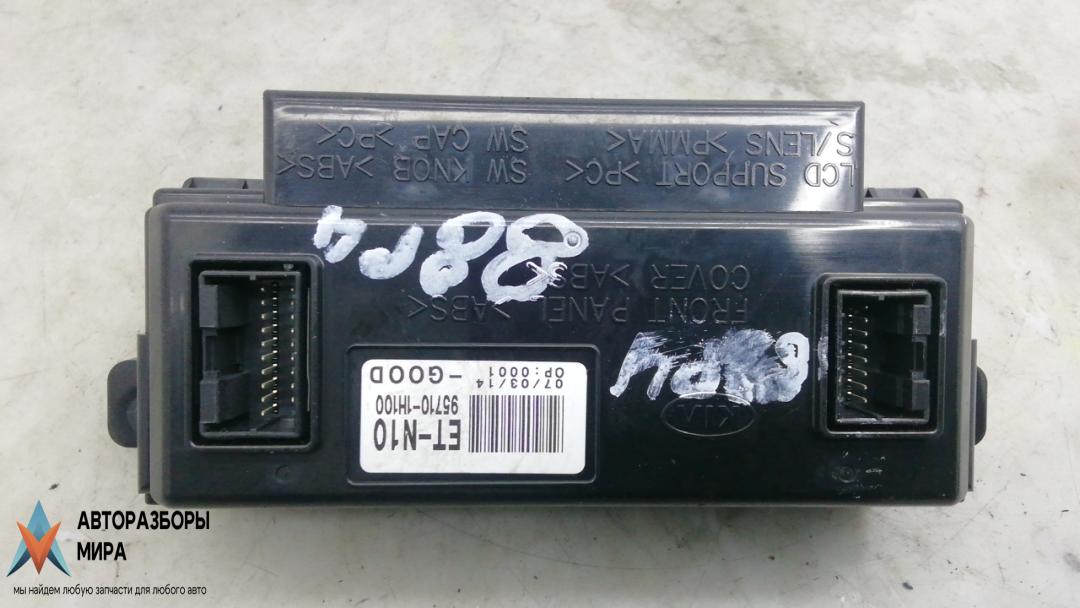 LCD SUPPORT >PC<
S/LENS >PMMA<
SW KNOB >ABS<
SW CAP >PC<
FRONT PANEL >ABS<
COVER >ABS<
88P4
KIA
ET-N10
95710-1H100
07/03/14
OP:0001
-GOOD
АВТОРАЗБОРЫ
МИРА
мы найдем любую запчасти для любого авто